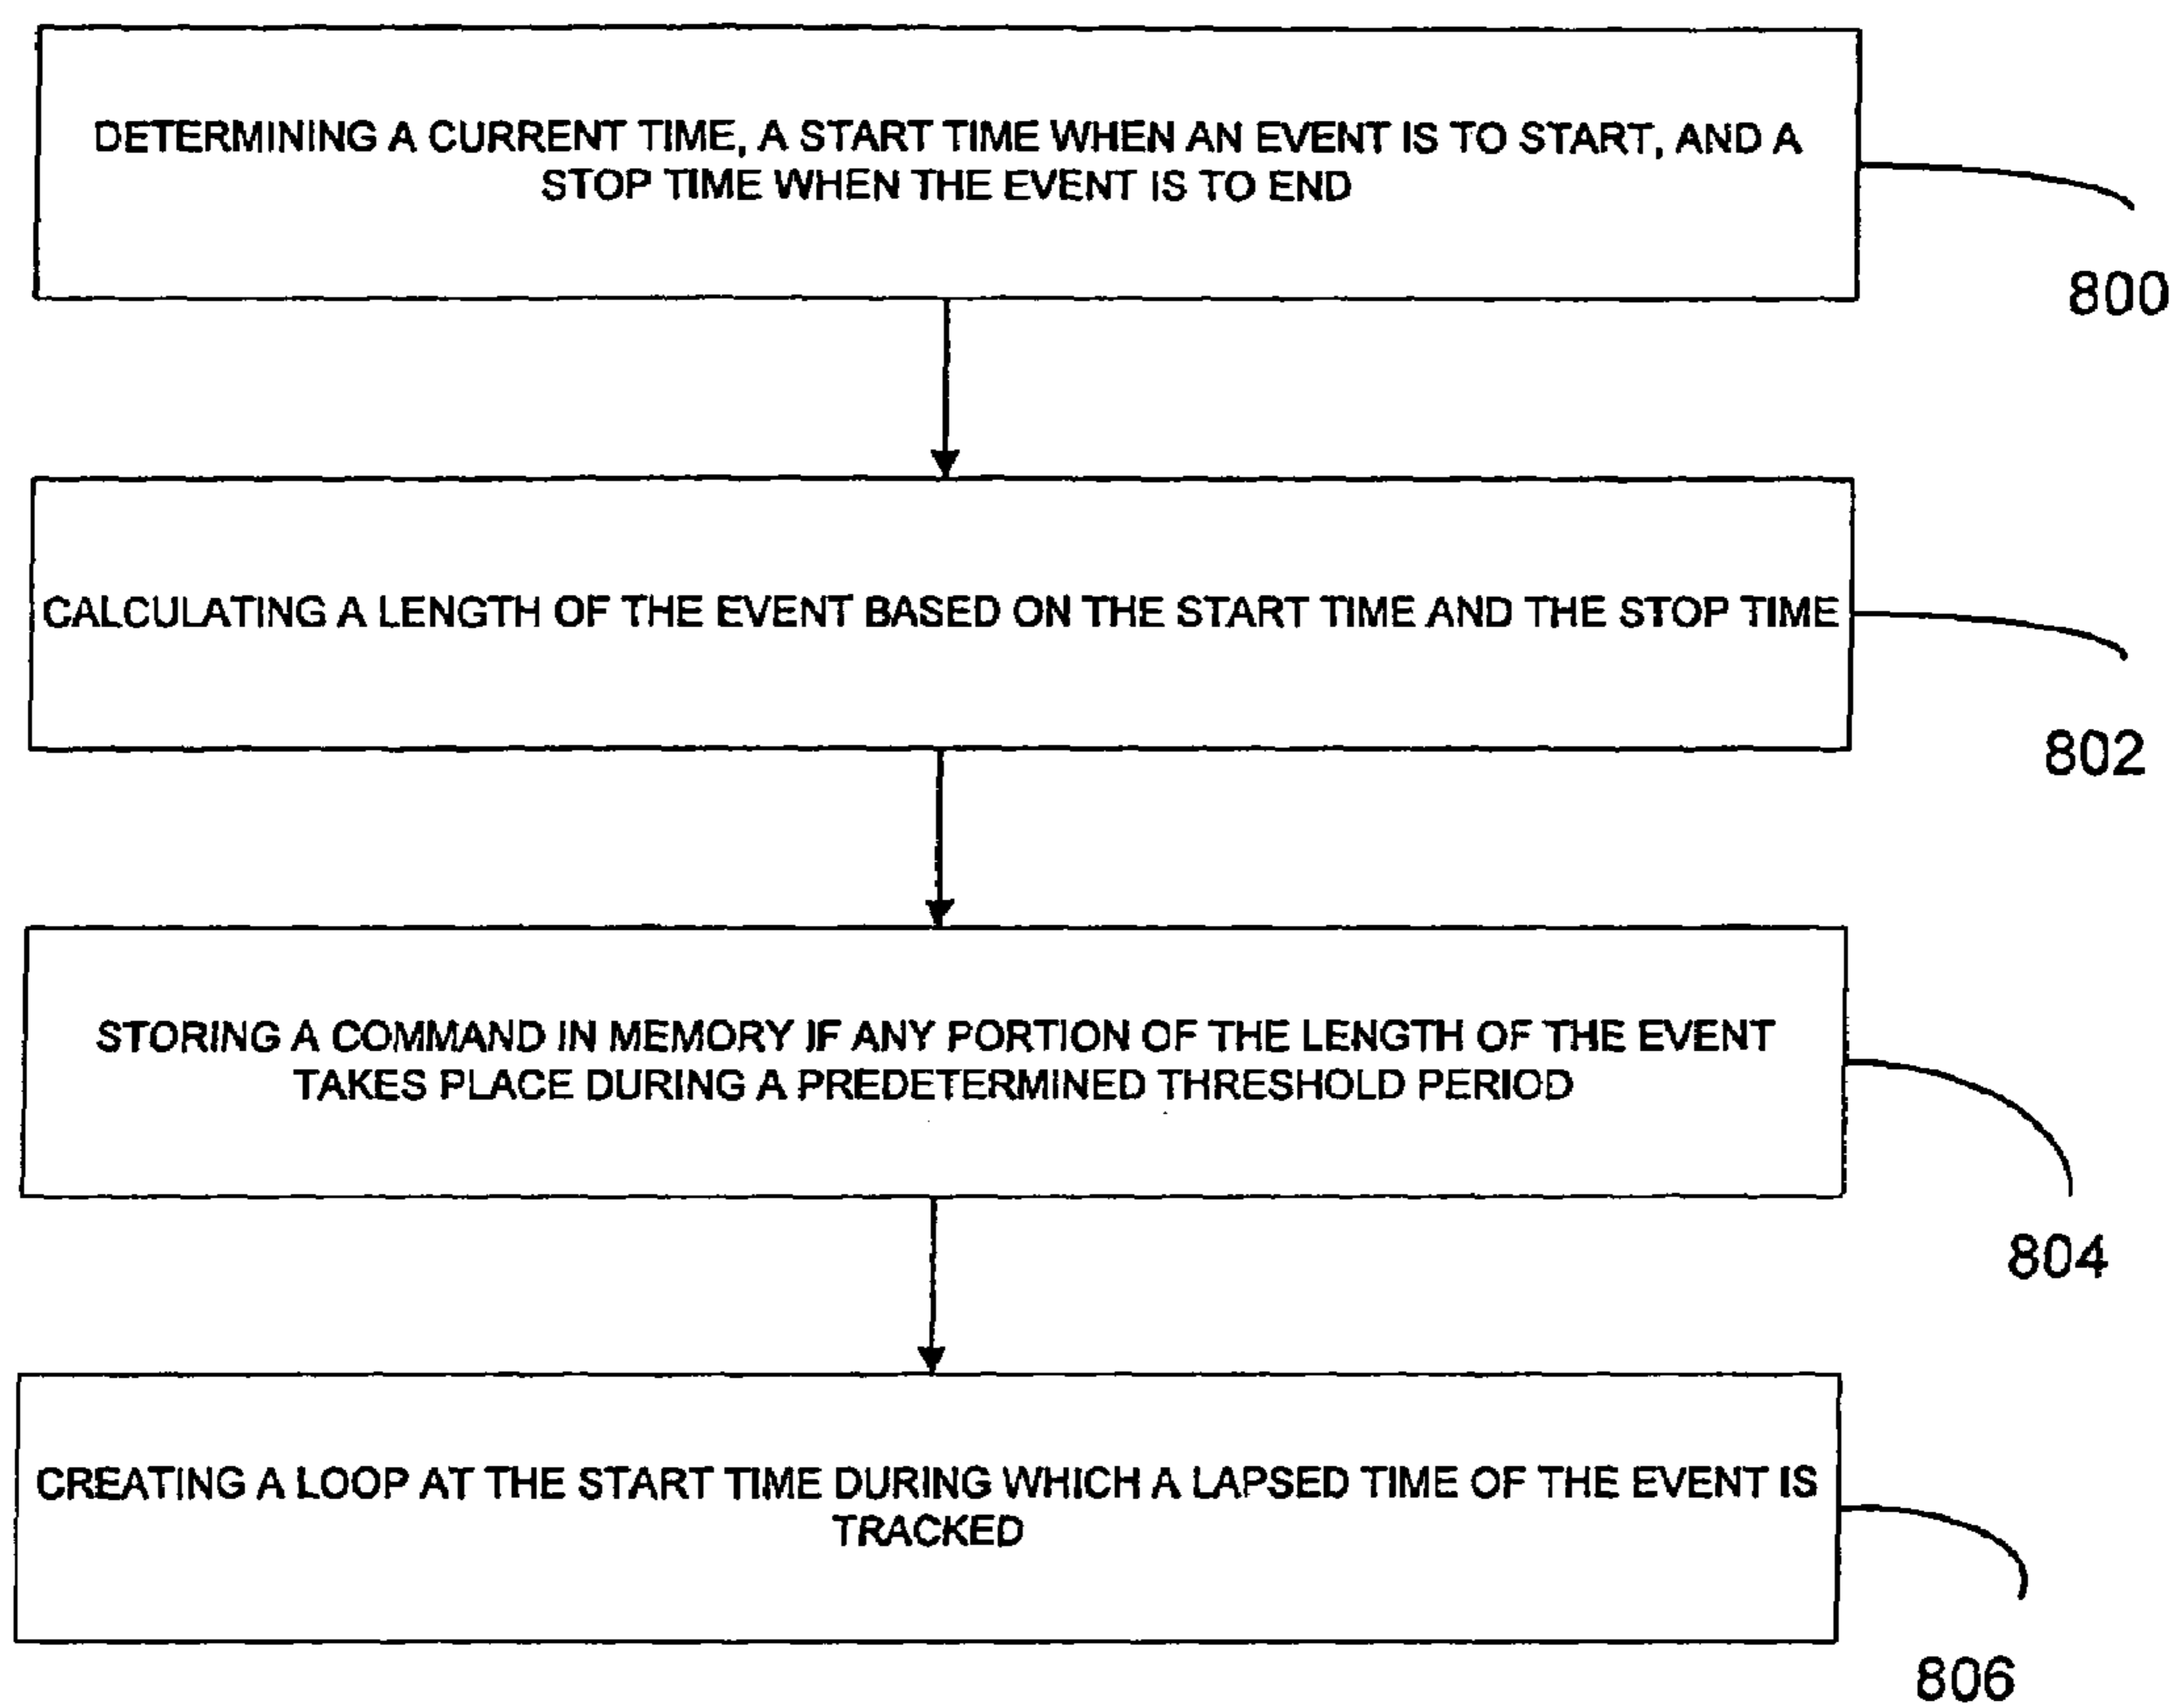 DETERMINING A CURRENT TIME, A START TIME WHEN AN EVENT IS TO START, AND A
STOP TIME WHEN THE EVENT IS TO END
800
CALCULATING A LENGTH OF THE EVENT BASED ON THE START TIME AND THE STOP TIME
802
STORING A COMMAND IN MEMORY IF ANY PORTION OF THE LENGTH OF THE EVENT
TAKES PLACE DURING A PREDETERMINED THRESHOLD PERIOD
804
CREATING A LOOP AT THE START TIME DURING WHICH A LAPSED TIME OF THE EVENT IS
TRACKED
806